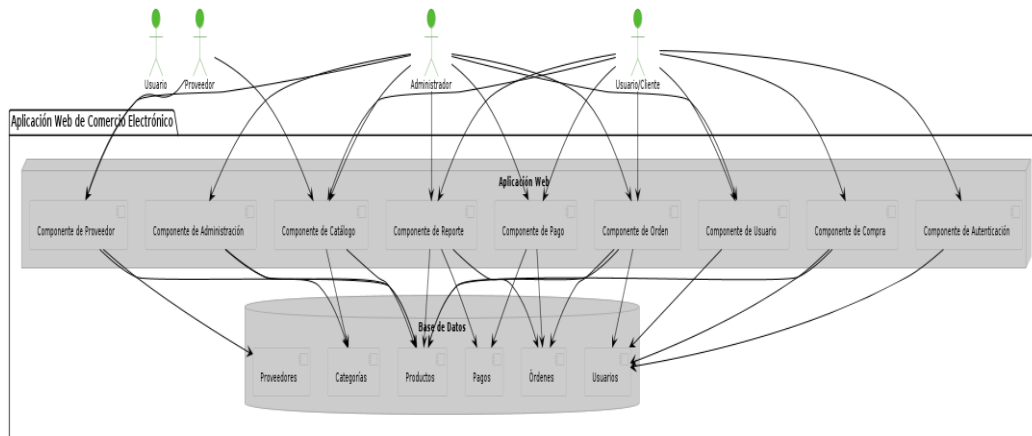 Usuario
Proveedor
Administrador
Usuario/Cliente
Aplicación Web de Comercio Electrónico
Aplicación Web
Componente de Proveedor
Componente de Administración
Componente de Catálogo
Componente de Reporte
Componente de Pago
Componente de Orden
Componente de Usuario
Componente de Compra
Componente de Autenticación
Base de Datos
Proveedores
Categorías
Productos
Pagos
Órdenes
Usuarios